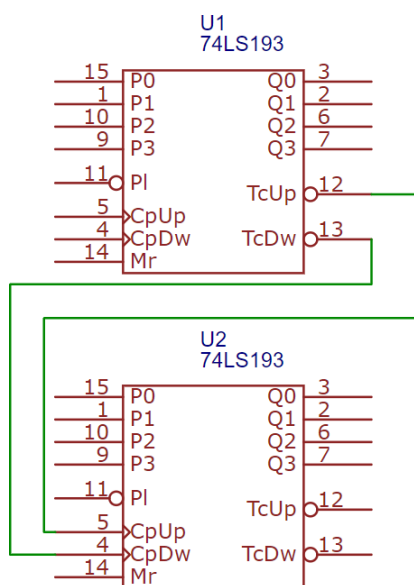 U1
74LS193
15 P0 Q0 3
1 P1 Q1 2
10 P2 Q2 6
9 P3 Q3 7
11 Pl TcUp 12
5 CpUp
4 CpDw TcDw 13
14 Mr
U2
74LS193
15 P0 Q0 3
1 P1 Q1 2
10 P2 Q2 6
9 P3 Q3 7
11 Pl TcUp 12
5 CpUp
4 CpDw TcDw 13
14 Mr